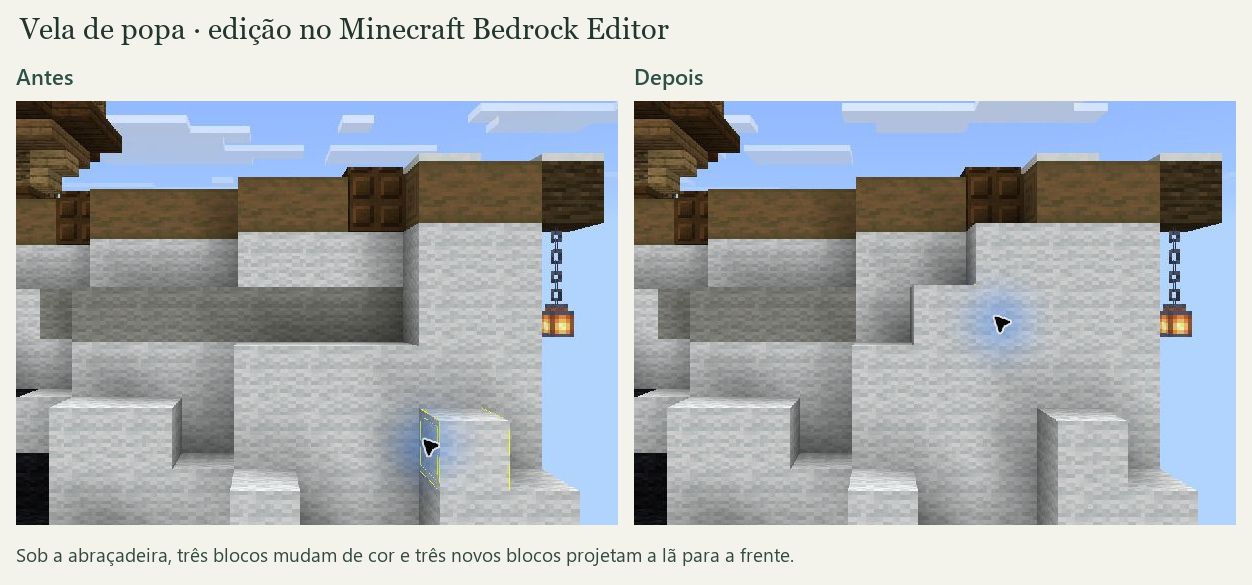 Vela de popa · edição no Minecraft Bedrock Editor
Antes
Depois
Sob a abraçadeira, três blocos mudam de cor e três novos blocos projetam a lã para a frente.